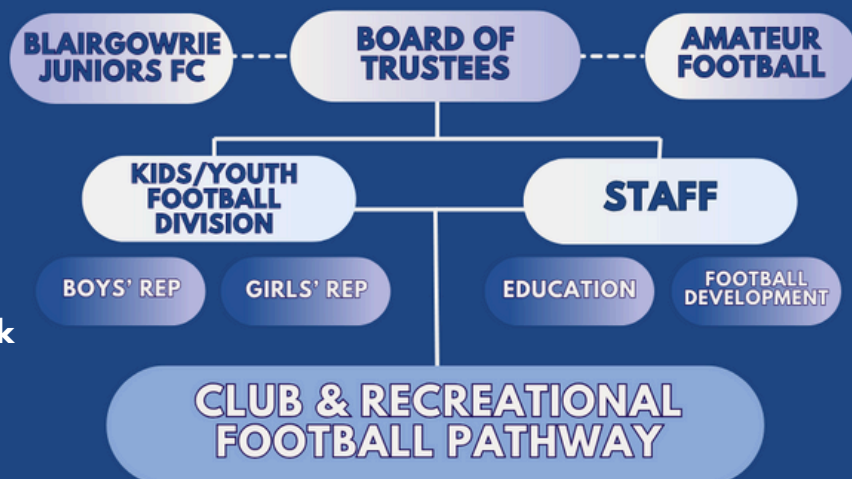 BLAIRGOWRIE
JUNIORS FC
BOARD OF
TRUSTEES
AMATEUR
FOOTBALL
KIDS/YOUTH
FOOTBALL
DIVISION
STAFF
BOYS' REP
GIRLS' REP
EDUCATION
FOOTBALL
DEVELOPMENT
k
CLUB & RECREATIONAL
FOOTBALL PATHWAY